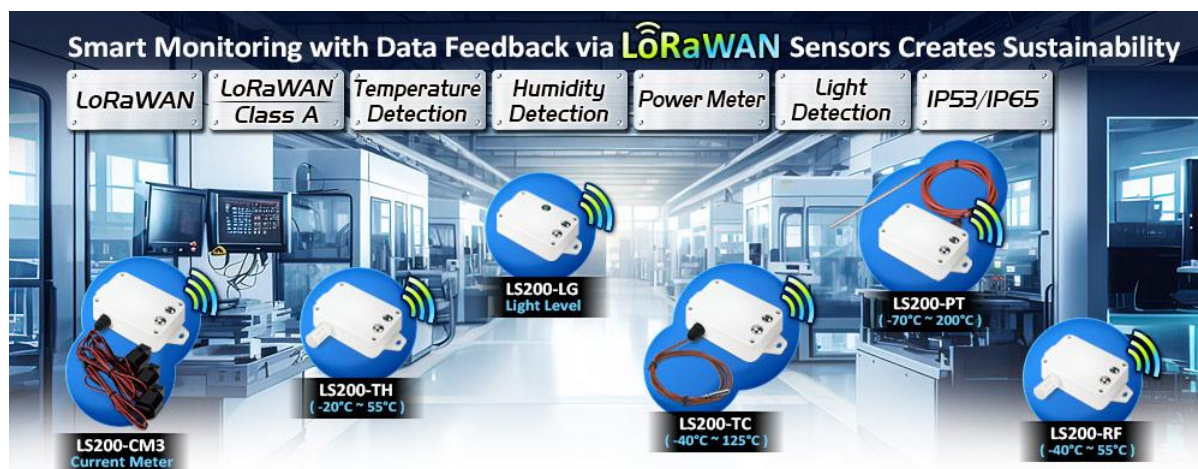 Smart Monitoring with Data Feedback via LoRaWAN Sensors Creates Sustainability
LoRaWAN
LoRaWAN
Class A
Temperature
Detection
Humidity
Detection
Power Meter
Light
Detection
IP53/IP65
LS200-LG
Light Level
LS200-PT
( -70°C ~ 200°C )
LS200-TH
( -20°C ~ 55°C )
LS200-TC
( -40°C ~ 125°C )
LS200-RF
( -40°C ~ 55°C )
LS200-CM3
Current Meter